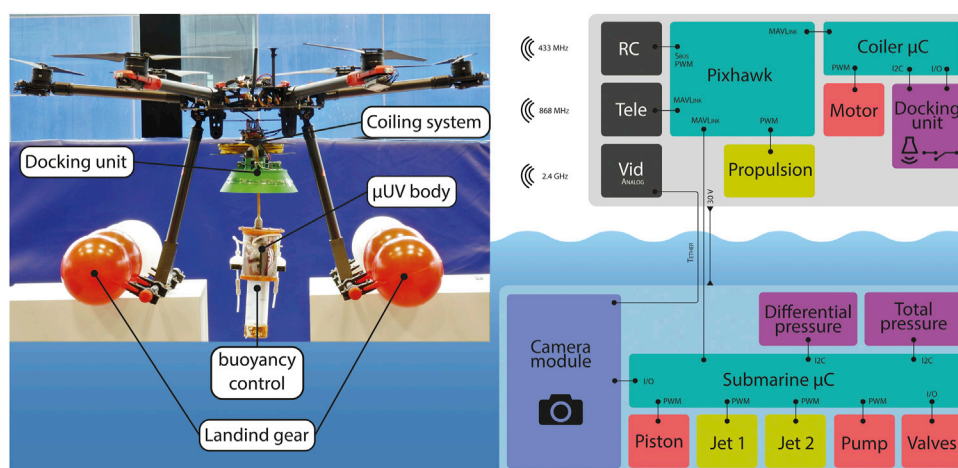 Coiling system
Docking unit
µUV body
buoyancy
control
Landind gear
433 MHz
868 MHz
2.4 GHz
RC
SBUS
PWM
Tele
MAVLINK
Vid
ANALOG
Pixhawk
MAVLINK
MAVLINK
PWM
Propulsion
Coiler µC
PWM
I2C
I/O
Motor
Docking
unit
TETHER
Camera
module
Differential
pressure
Total
pressure
I2C
I2C
I/O
Submarine µC
PWM
PWM
PWM
PWM
I/O
Piston
Jet 1
Jet 2
Pump
Valves